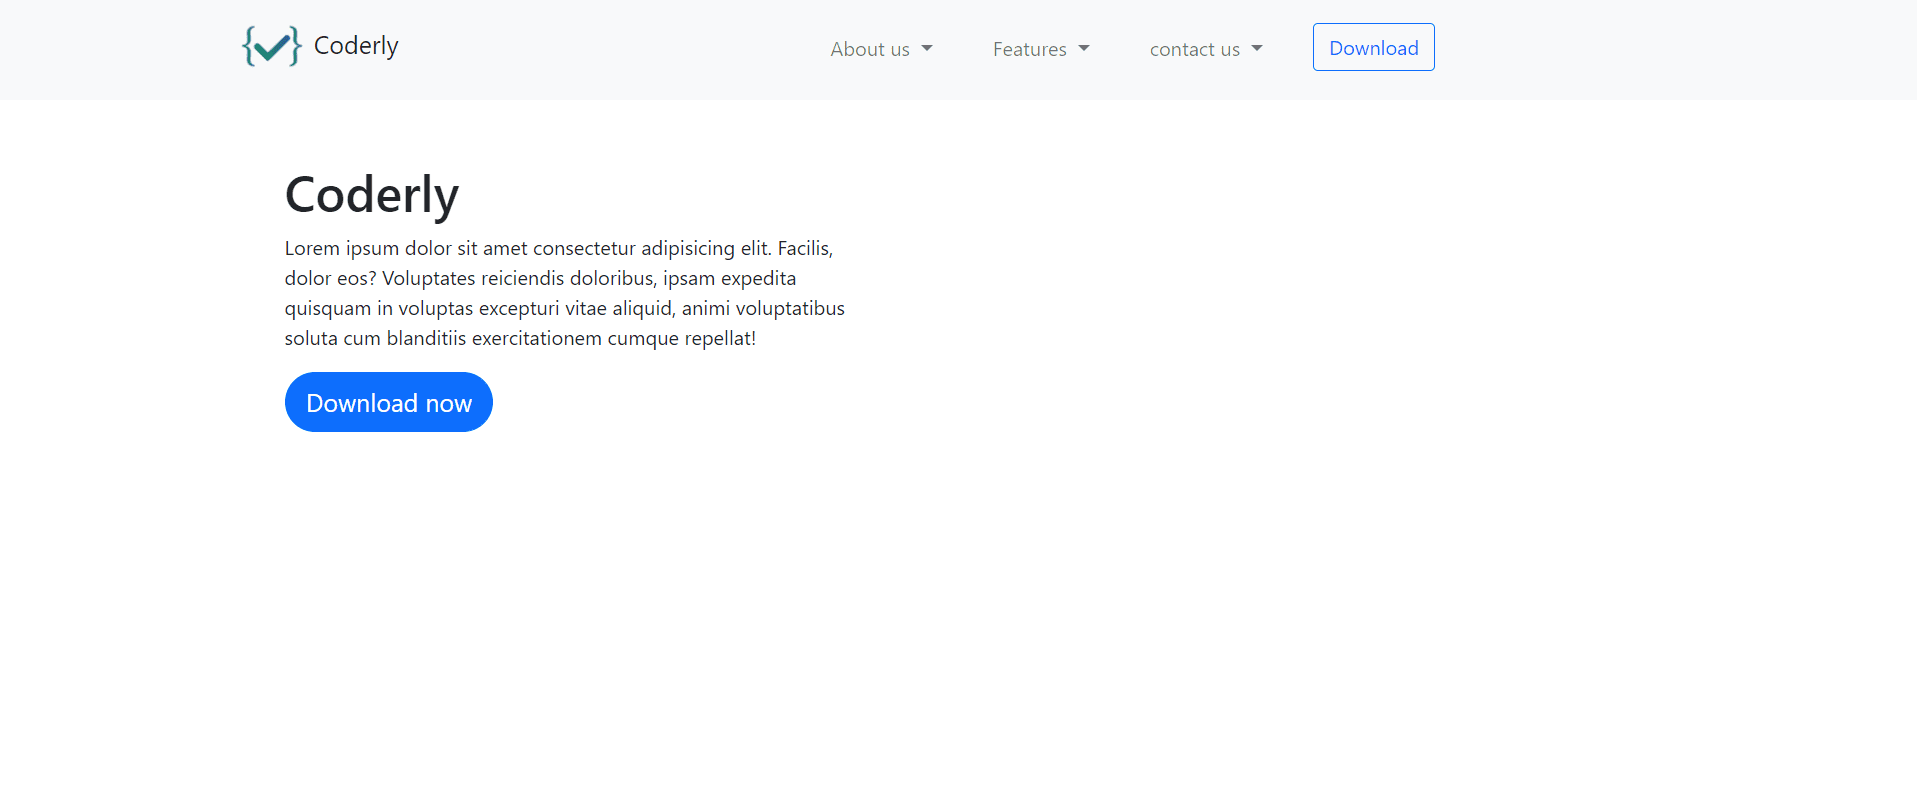 Coderly
About us
Features
contact us
Download
Coderly
Lorem ipsum dolor sit amet consectetur adipisicing elit. Facilis,
dolor eos? Voluptates reiciendis doloribus, ipsam expedita
quisquam in voluptas excepturi vitae aliquid, animi voluptatibus
soluta cum blanditiis exercitationem cumque repellat!
Download now